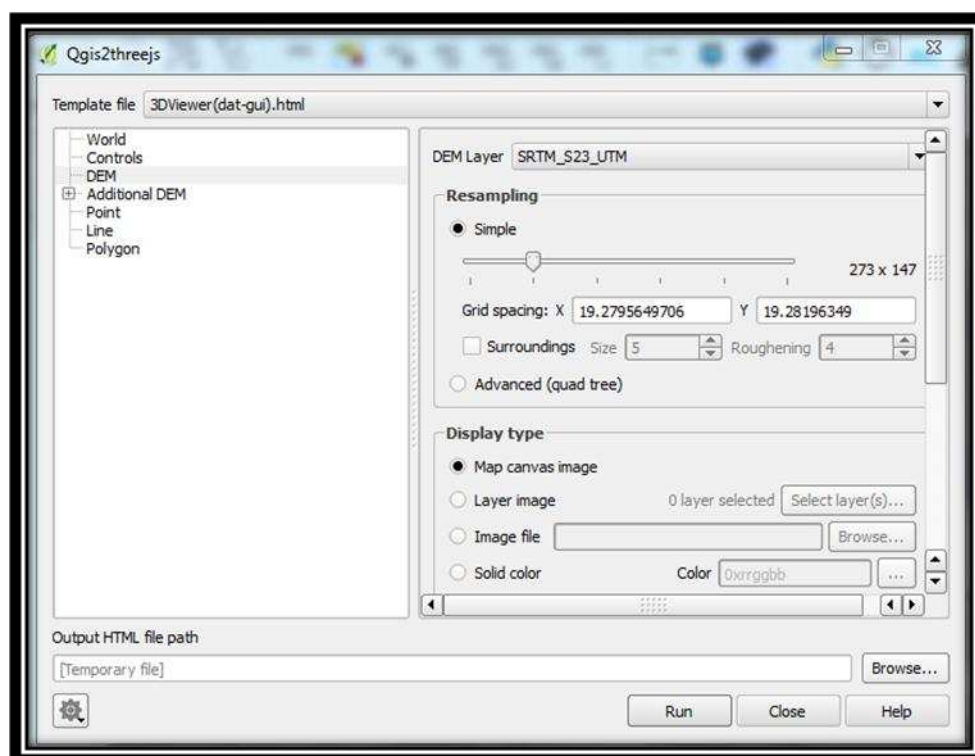 Qgis2threejs
Template file 3DViewer(dat-gui).html
World
Controls
DEM
Additional DEM
Point
Line
Polygon
DEM Layer SRTM_S23_UTM
Resampling
Simple
273 x 147
Grid spacing: X 19.2795649706 Y 19.28196349
Surroundings Size 5 Roughening 4
Advanced (quad tree)
Display type
Map canvas image
Layer image 0 layer selected Select layer(s)...
Image file Browse...
Solid color Color 0xrrggbb ...
Output HTML file path
[Temporary file] Browse...
Run Close Help